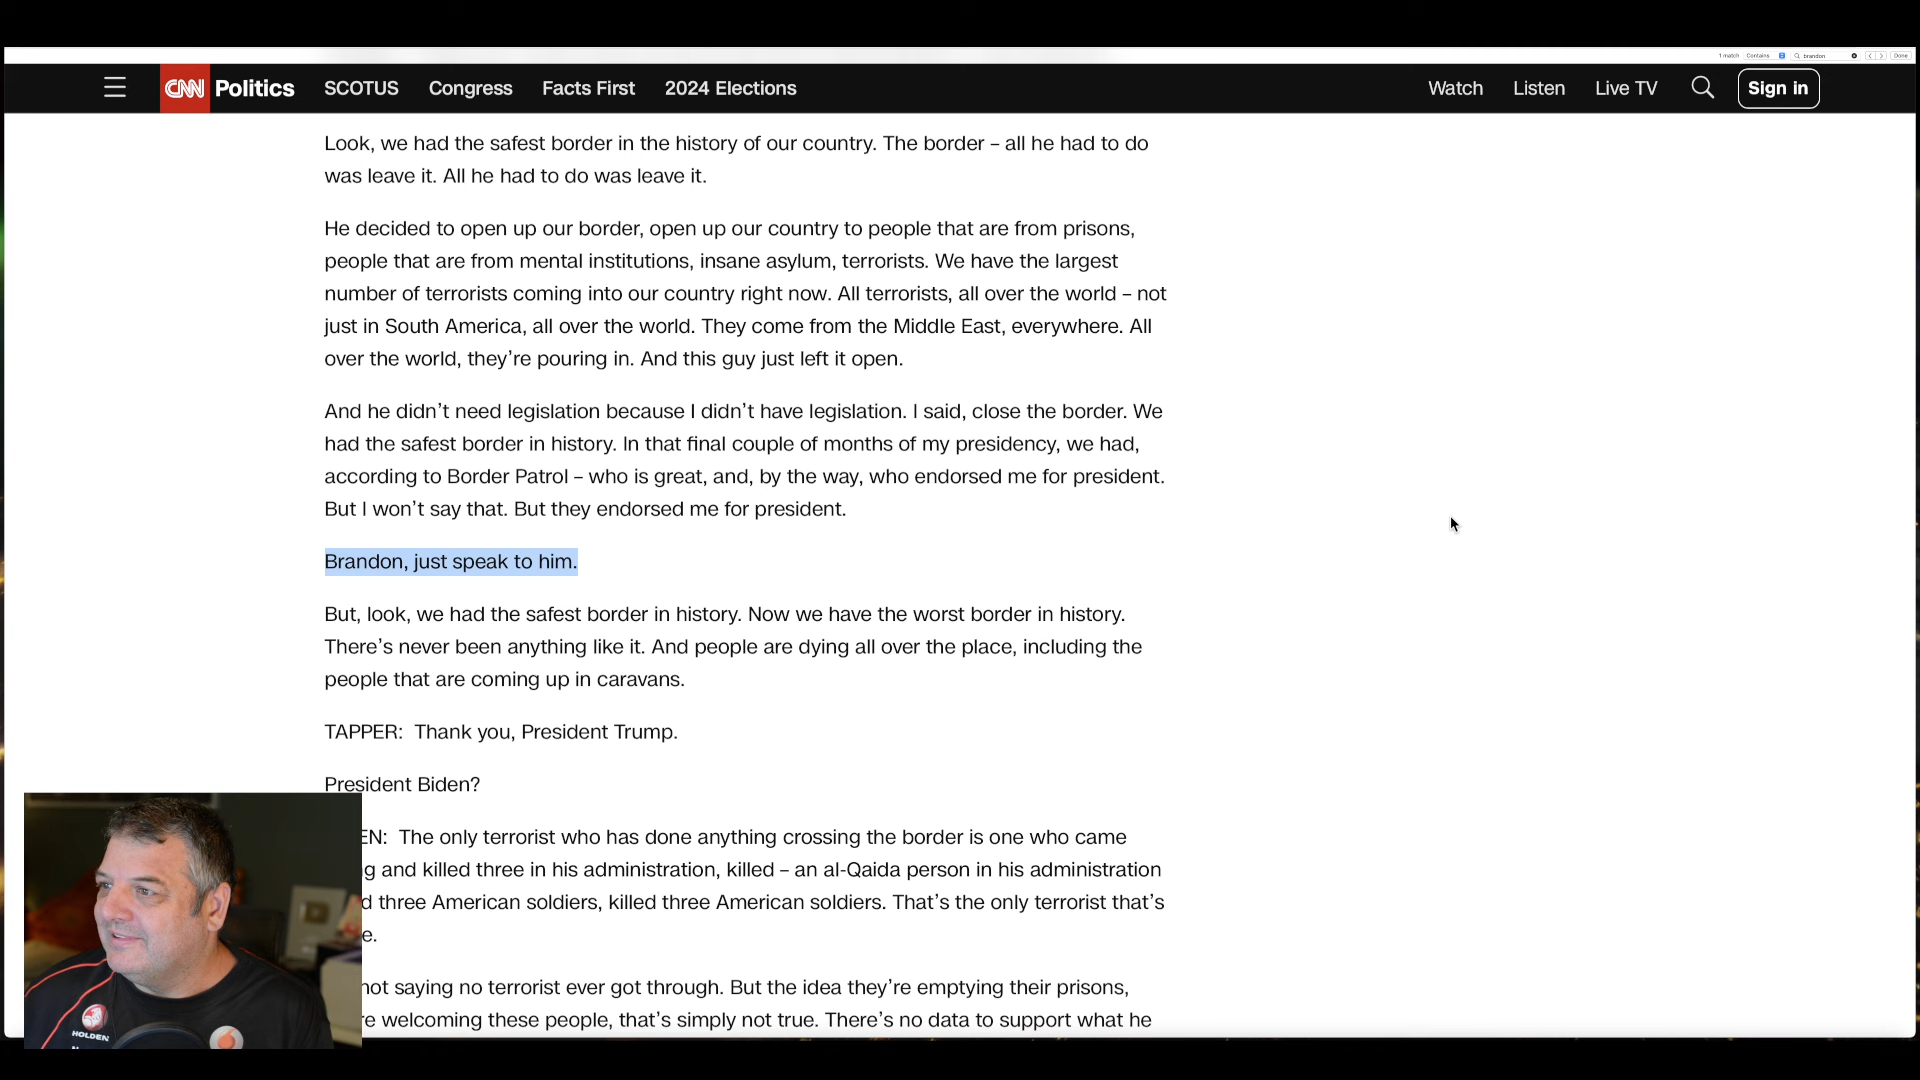 1 match Contains brandon Done
CNN Politics SCOTUS Congress Facts First 2024 Elections Watch Listen Live TV Sign in
Look, we had the safest border in the history of our country. The border – all he had to do
was leave it. All he had to do was leave it.
He decided to open up our border, open up our country to people that are from prisons,
people that are from mental institutions, insane asylum, terrorists. We have the largest
number of terrorists coming into our country right now. All terrorists, all over the world – not
just in South America, all over the world. They come from the Middle East, everywhere. All
over the world, they’re pouring in. And this guy just left it open.
And he didn’t need legislation because I didn’t have legislation. I said, close the border. We
had the safest border in history. In that final couple of months of my presidency, we had,
according to Border Patrol – who is great, and, by the way, who endorsed me for president.
But I won’t say that. But they endorsed me for president.
Brandon, just speak to him.
But, look, we had the safest border in history. Now we have the worst border in history.
There’s never been anything like it. And people are dying all over the place, including the
people that are coming up in caravans.
TAPPER: Thank you, President Trump.
President Biden?
EN: The only terrorist who has done anything crossing the border is one who came
g and killed three in his administration, killed – an al-Qaida person in his administration
d three American soldiers, killed three American soldiers. That’s the only terrorist that’s
e.
not saying no terrorist ever got through. But the idea they’re emptying their prisons,
re welcoming these people, that’s simply not true. There’s no data to support what he
HOLDEN